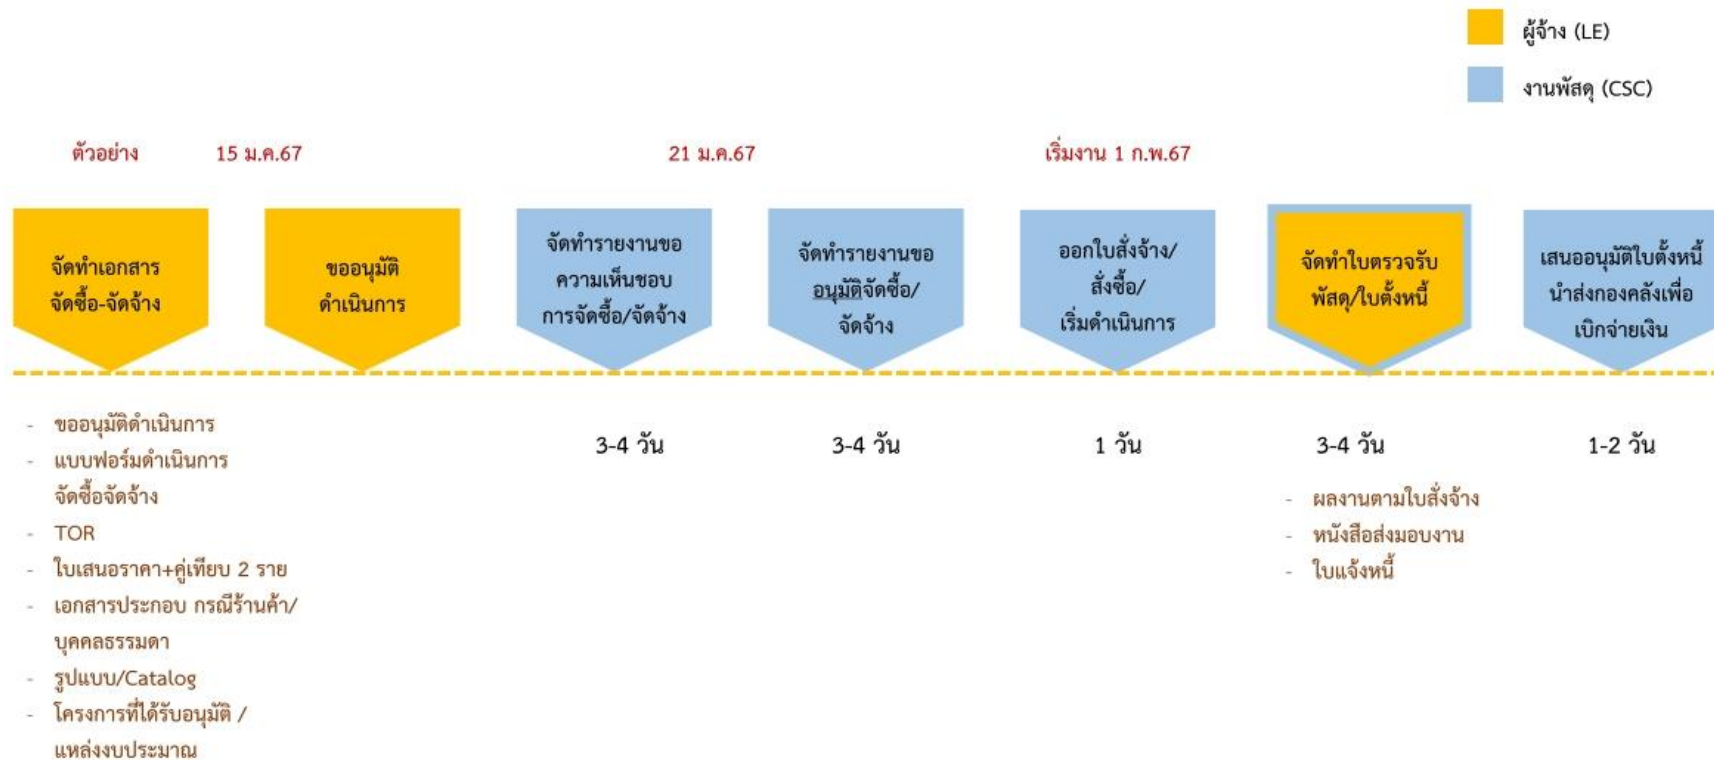 ผู้จ้าง (LE)
งานพัสดุ (CSC)
ตัวอย่าง
15 ม.ค.67
21 ม.ค.67
เริ่มงาน 1 ก.พ.67
จัดทำเอกสาร
จัดซื้อ-จัดจ้าง
ขออนุมัติ
ดำเนินการ
จัดทำรายงานขอ
ความเห็นชอบ
การจัดซื้อ/จัดจ้าง
จัดทำรายงานขอ
อนุมัติจัดซื้อ/
จัดจ้าง
ออกใบสั่งจ้าง/
สั่งซื้อ/
เริ่มดำเนินการ
จัดทำใบตรวจรับ
พัสดุ/ใบตั้งหนี้
เสนออนุมัติใบตั้งหนี้
นำส่งกองคลังเพื่อ
เบิกจ่ายเงิน
- ขออนุมัติดำเนินการ
- แบบฟอร์มดำเนินการ
จัดซื้อจัดจ้าง
- TOR
- ใบเสนอราคา+คู่เทียบ 2 ราย
- เอกสารประกอบ กรณีร้านค้า/
บุคคลธรรมดา
- รูปแบบ/Catalog
- โครงการที่ได้รับอนุมัติ /
แหล่งงบประมาณ
3-4 วัน
3-4 วัน
1 วัน
3-4 วัน
- ผลงานตามใบสั่งจ้าง
- หนังสือส่งมอบงาน
- ใบแจ้งหนี้
1-2 วัน